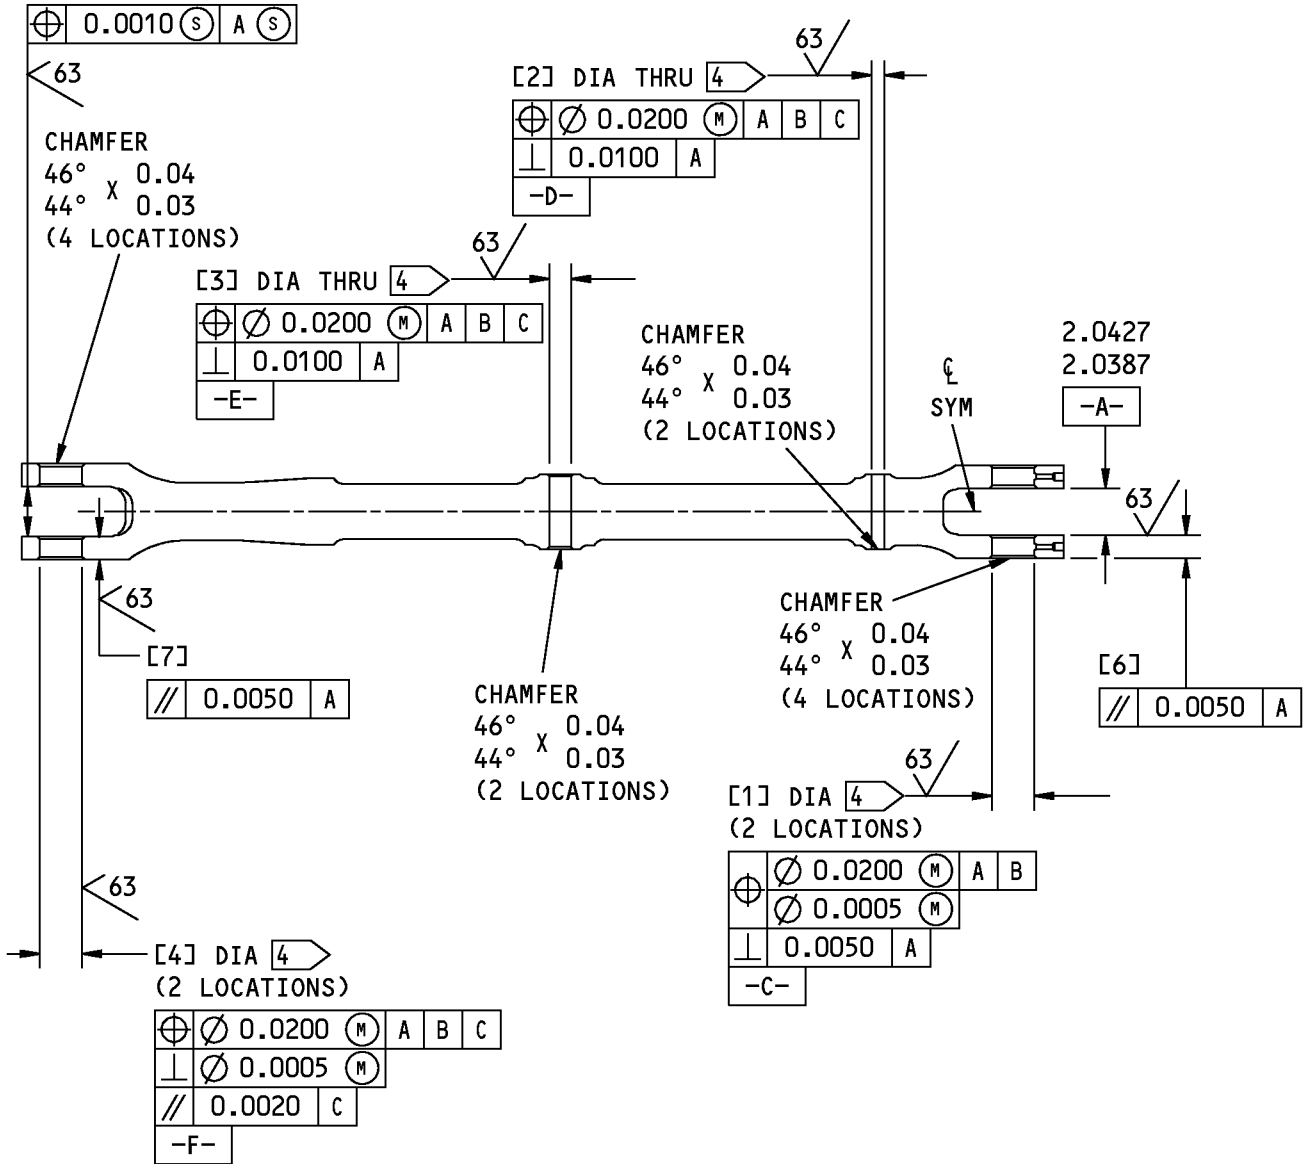 ⌖ 0.0010 Ⓢ A Ⓢ
63
CHAMFER
46° X 0.04
44° 0.03
(4 LOCATIONS)
63
[2] DIA THRU 4
⌖ ∅ 0.0200 Ⓜ A B C
⊥ 0.0100 A
-D-
63
[3] DIA THRU 4
⌖ ∅ 0.0200 Ⓜ A B C
⊥ 0.0100 A
-E-
CHAMFER
46° X 0.04
44° 0.03
(2 LOCATIONS)
℄
SYM
2.0427
2.0387
-A-
63
63
[7]
// 0.0050 A
CHAMFER
46° X 0.04
44° 0.03
(2 LOCATIONS)
CHAMFER
46° X 0.04
44° 0.03
(4 LOCATIONS)
[6]
// 0.0050 A
63
[1] DIA 4
(2 LOCATIONS)
⌖ ∅ 0.0200 Ⓜ A B
∅ 0.0005 Ⓜ
⊥ 0.0050 A
-C-
63
[4] DIA 4
(2 LOCATIONS)
⌖ ∅ 0.0200 Ⓜ A B C
⊥ ∅ 0.0005 Ⓜ
// 0.0020 C
-F-